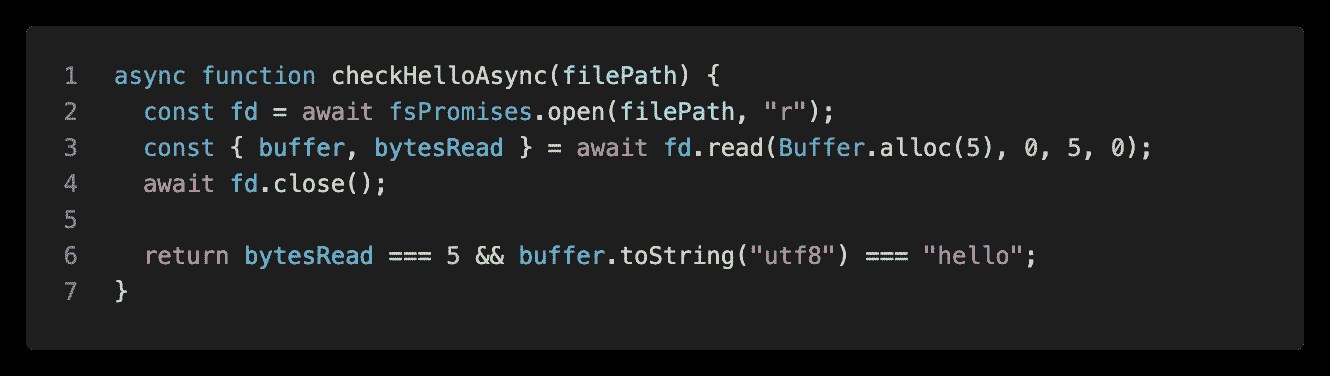 1 async function checkHelloAsync(filePath) {
2 const fd = await fsPromises.open(filePath, "r");
3 const { buffer, bytesRead } = await fd.read(Buffer.alloc(5), 0, 5, 0);
4 await fd.close();
5
6 return bytesRead === 5 && buffer.toString("utf8") === "hello";
7 }